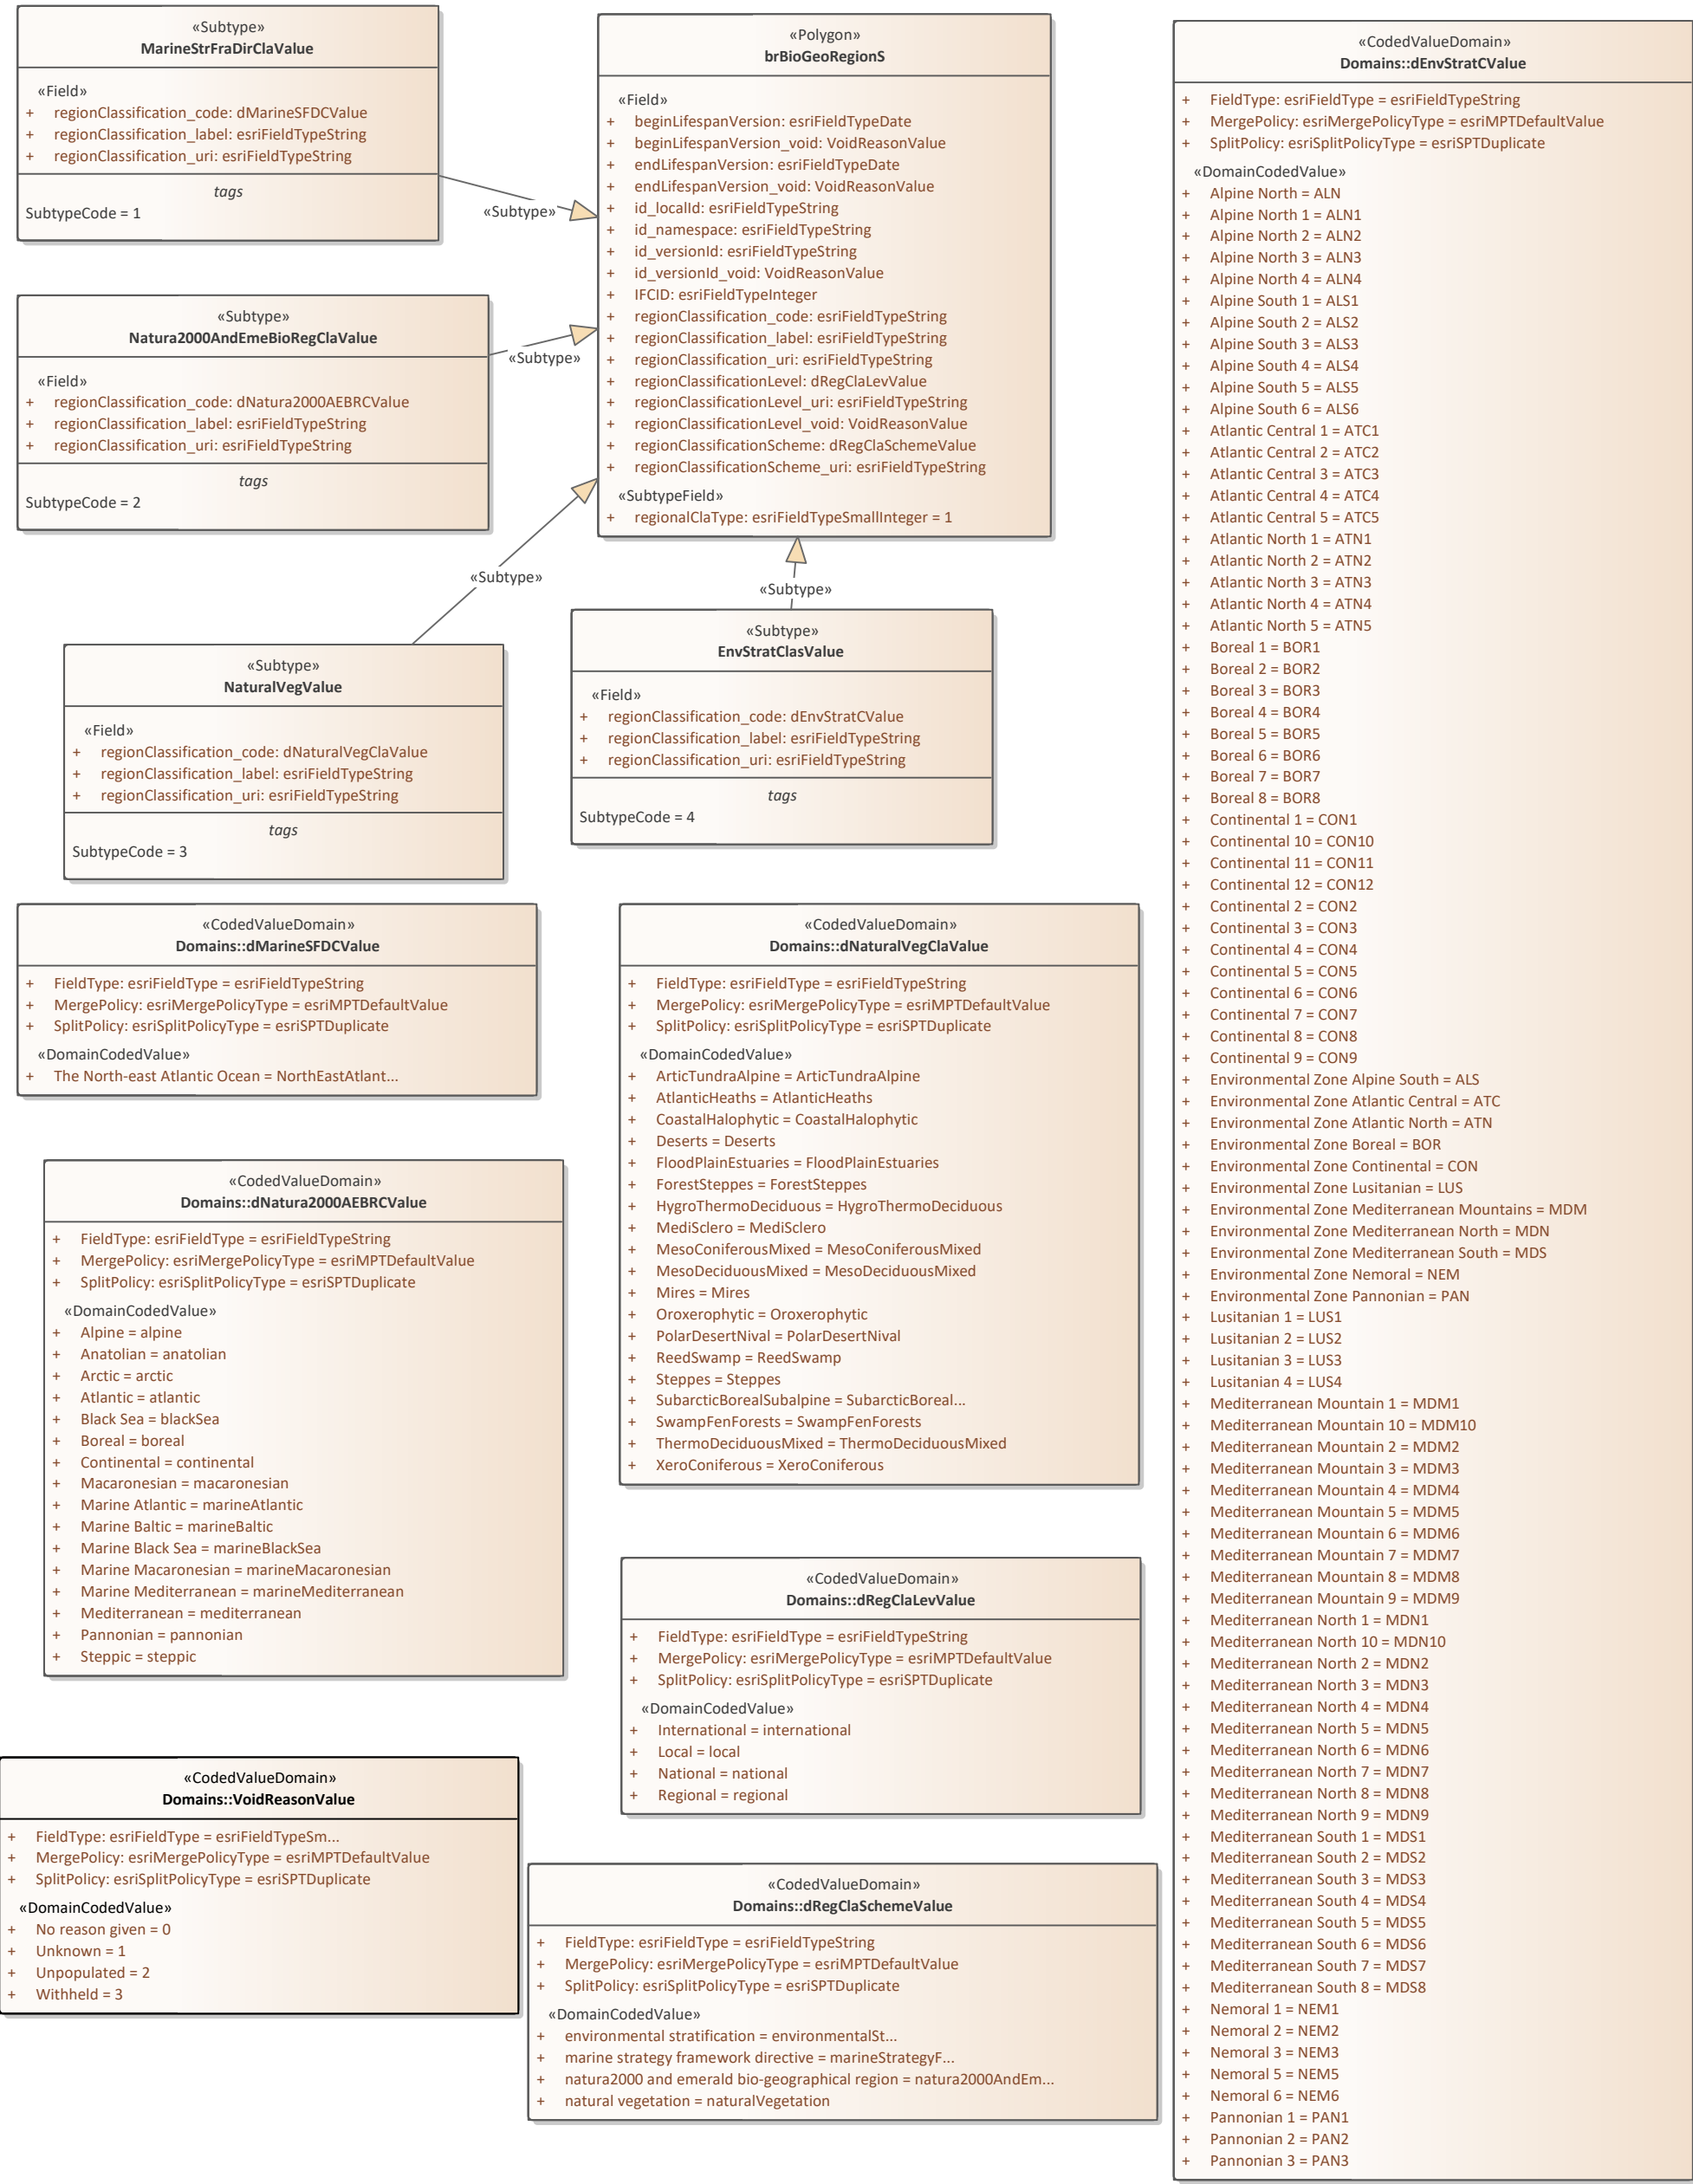 «Subtype»
MarineStrFraDirClaValue
«Field»
+ regionClassification_code: dMarineSFDCValue
+ regionClassification_label: esriFieldTypeString
+ regionClassification_uri: esriFieldTypeString
tags
SubtypeCode = 1
«Subtype»
«Polygon»
brBioGeoRegionS
«Field»
+ beginLifespanVersion: esriFieldTypeDate
+ beginLifespanVersion_void: VoidReasonValue
+ endLifespanVersion: esriFieldTypeDate
+ endLifespanVersion_void: VoidReasonValue
+ id_localId: esriFieldTypeString
+ id_namespace: esriFieldTypeString
+ id_versionId: esriFieldTypeString
+ id_versionId_void: VoidReasonValue
+ IFCID: esriFieldTypeInteger
+ regionClassification_code: esriFieldTypeString
+ regionClassification_label: esriFieldTypeString
+ regionClassification_uri: esriFieldTypeString
+ regionClassificationLevel: dRegClaLevValue
+ regionClassificationLevel_uri: esriFieldTypeString
+ regionClassificationLevel_void: VoidReasonValue
+ regionClassificationScheme: dRegClaSchemeValue
+ regionClassificationScheme_uri: esriFieldTypeString
«SubtypeField»
+ regionalClaType: esriFieldTypeSmallInteger = 1
«Subtype»
Natura2000AndEmeBioRegClaValue
«Field»
+ regionClassification_code: dNatura2000AEBRCValue
+ regionClassification_label: esriFieldTypeString
+ regionClassification_uri: esriFieldTypeString
tags
SubtypeCode = 2
«Subtype»
«Subtype»
«Subtype»
«Subtype»
NaturalVegValue
«Field»
+ regionClassification_code: dNaturalVegClaValue
+ regionClassification_label: esriFieldTypeString
+ regionClassification_uri: esriFieldTypeString
tags
SubtypeCode = 3
«Subtype»
EnvStratClasValue
«Field»
+ regionClassification_code: dEnvStratCValue
+ regionClassification_label: esriFieldTypeString
+ regionClassification_uri: esriFieldTypeString
tags
SubtypeCode = 4
«CodedValueDomain»
Domains::dMarineSFDCValue
+ FieldType: esriFieldType = esriFieldTypeString
+ MergePolicy: esriMergePolicyType = esriMPTDefaultValue
+ SplitPolicy: esriSplitPolicyType = esriSPTDuplicate
«DomainCodedValue»
+ The North-east Atlantic Ocean = NorthEastAtlant...
«CodedValueDomain»
Domains::dNatura2000AEBRCValue
+ FieldType: esriFieldType = esriFieldTypeString
+ MergePolicy: esriMergePolicyType = esriMPTDefaultValue
+ SplitPolicy: esriSplitPolicyType = esriSPTDuplicate
«DomainCodedValue»
+ Alpine = alpine
+ Anatolian = anatolian
+ Arctic = arctic
+ Atlantic = atlantic
+ Black Sea = blackSea
+ Boreal = boreal
+ Continental = continental
+ Macaronesian = macaronesian
+ Marine Atlantic = marineAtlantic
+ Marine Baltic = marineBaltic
+ Marine Black Sea = marineBlackSea
+ Marine Macaronesian = marineMacaronesian
+ Marine Mediterranean = marineMediterranean
+ Mediterranean = mediterranean
+ Pannonian = pannonian
+ Steppic = steppic
«CodedValueDomain»
Domains::VoidReasonValue
+ FieldType: esriFieldType = esriFieldTypeSm...
+ MergePolicy: esriMergePolicyType = esriMPTDefaultValue
+ SplitPolicy: esriSplitPolicyType = esriSPTDuplicate
«DomainCodedValue»
+ No reason given = 0
+ Unknown = 1
+ Unpopulated = 2
+ Withheld = 3
«CodedValueDomain»
Domains::dNaturalVegClaValue
+ FieldType: esriFieldType = esriFieldTypeString
+ MergePolicy: esriMergePolicyType = esriMPTDefaultValue
+ SplitPolicy: esriSplitPolicyType = esriSPTDuplicate
«DomainCodedValue»
+ ArticTundraAlpine = ArticTundraAlpine
+ AtlanticHeaths = AtlanticHeaths
+ CoastalHalophytic = CoastalHalophytic
+ Deserts = Deserts
+ FloodPlainEstuaries = FloodPlainEstuaries
+ ForestSteppes = ForestSteppes
+ HygroThermoDeciduous = HygroThermoDeciduous
+ MediSclero = MediSclero
+ MesoConiferousMixed = MesoConiferousMixed
+ MesoDeciduousMixed = MesoDeciduousMixed
+ Mires = Mires
+ Oroxerophytic = Oroxerophytic
+ PolarDesertNival = PolarDesertNival
+ ReedSwamp = ReedSwamp
+ Steppes = Steppes
+ SubarcticBorealSubalpine = SubarcticBoreal...
+ SwampFenForests = SwampFenForests
+ ThermoDeciduousMixed = ThermoDeciduousMixed
+ XeroConiferous = XeroConiferous
«CodedValueDomain»
Domains::dRegClaLevValue
+ FieldType: esriFieldType = esriFieldTypeString
+ MergePolicy: esriMergePolicyType = esriMPTDefaultValue
+ SplitPolicy: esriSplitPolicyType = esriSPTDuplicate
«DomainCodedValue»
+ International = international
+ Local = local
+ National = national
+ Regional = regional
«CodedValueDomain»
Domains::dRegClaSchemeValue
+ FieldType: esriFieldType = esriFieldTypeString
+ MergePolicy: esriMergePolicyType = esriMPTDefaultValue
+ SplitPolicy: esriSplitPolicyType = esriSPTDuplicate
«DomainCodedValue»
+ environmental stratification = environmentalSt...
+ marine strategy framework directive = marineStrategyF...
+ natura2000 and emerald bio-geographical region = natura2000AndEm...
+ natural vegetation = naturalVegetation
«CodedValueDomain»
Domains::dEnvStratCValue
+ FieldType: esriFieldType = esriFieldTypeString
+ MergePolicy: esriMergePolicyType = esriMPTDefaultValue
+ SplitPolicy: esriSplitPolicyType = esriSPTDuplicate
«DomainCodedValue»
+ Alpine North = ALN
+ Alpine North 1 = ALN1
+ Alpine North 2 = ALN2
+ Alpine North 3 = ALN3
+ Alpine North 4 = ALN4
+ Alpine South 1 = ALS1
+ Alpine South 2 = ALS2
+ Alpine South 3 = ALS3
+ Alpine South 4 = ALS4
+ Alpine South 5 = ALS5
+ Alpine South 6 = ALS6
+ Atlantic Central 1 = ATC1
+ Atlantic Central 2 = ATC2
+ Atlantic Central 3 = ATC3
+ Atlantic Central 4 = ATC4
+ Atlantic Central 5 = ATC5
+ Atlantic North 1 = ATN1
+ Atlantic North 2 = ATN2
+ Atlantic North 3 = ATN3
+ Atlantic North 4 = ATN4
+ Atlantic North 5 = ATN5
+ Boreal 1 = BOR1
+ Boreal 2 = BOR2
+ Boreal 3 = BOR3
+ Boreal 4 = BOR4
+ Boreal 5 = BOR5
+ Boreal 6 = BOR6
+ Boreal 7 = BOR7
+ Boreal 8 = BOR8
+ Continental 1 = CON1
+ Continental 10 = CON10
+ Continental 11 = CON11
+ Continental 12 = CON12
+ Continental 2 = CON2
+ Continental 3 = CON3
+ Continental 4 = CON4
+ Continental 5 = CON5
+ Continental 6 = CON6
+ Continental 7 = CON7
+ Continental 8 = CON8
+ Continental 9 = CON9
+ Environmental Zone Alpine South = ALS
+ Environmental Zone Atlantic Central = ATC
+ Environmental Zone Atlantic North = ATN
+ Environmental Zone Boreal = BOR
+ Environmental Zone Continental = CON
+ Environmental Zone Lusitanian = LUS
+ Environmental Zone Mediterranean Mountains = MDM
+ Environmental Zone Mediterranean North = MDN
+ Environmental Zone Mediterranean South = MDS
+ Environmental Zone Nemoral = NEM
+ Environmental Zone Pannonian = PAN
+ Lusitanian 1 = LUS1
+ Lusitanian 2 = LUS2
+ Lusitanian 3 = LUS3
+ Lusitanian 4 = LUS4
+ Mediterranean Mountain 1 = MDM1
+ Mediterranean Mountain 10 = MDM10
+ Mediterranean Mountain 2 = MDM2
+ Mediterranean Mountain 3 = MDM3
+ Mediterranean Mountain 4 = MDM4
+ Mediterranean Mountain 5 = MDM5
+ Mediterranean Mountain 6 = MDM6
+ Mediterranean Mountain 7 = MDM7
+ Mediterranean Mountain 8 = MDM8
+ Mediterranean Mountain 9 = MDM9
+ Mediterranean North 1 = MDN1
+ Mediterranean North 10 = MDN10
+ Mediterranean North 2 = MDN2
+ Mediterranean North 3 = MDN3
+ Mediterranean North 4 = MDN4
+ Mediterranean North 5 = MDN5
+ Mediterranean North 6 = MDN6
+ Mediterranean North 7 = MDN7
+ Mediterranean North 8 = MDN8
+ Mediterranean North 9 = MDN9
+ Mediterranean South 1 = MDS1
+ Mediterranean South 2 = MDS2
+ Mediterranean South 3 = MDS3
+ Mediterranean South 4 = MDS4
+ Mediterranean South 5 = MDS5
+ Mediterranean South 6 = MDS6
+ Mediterranean South 7 = MDS7
+ Mediterranean South 8 = MDS8
+ Nemoral 1 = NEM1
+ Nemoral 2 = NEM2
+ Nemoral 3 = NEM3
+ Nemoral 5 = NEM5
+ Nemoral 6 = NEM6
+ Pannonian 1 = PAN1
+ Pannonian 2 = PAN2
+ Pannonian 3 = PAN3